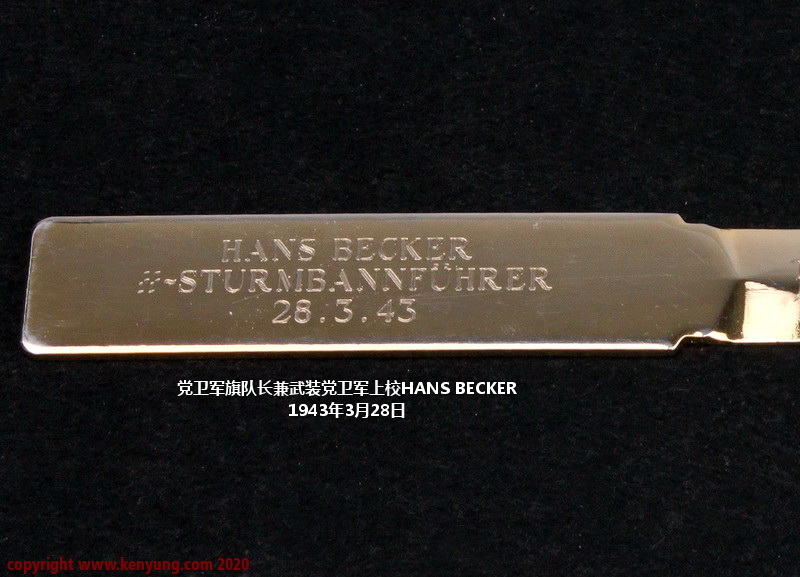 HANS BECKER
ᛋᛋ-STURMBANNFÜHRER
28.3.43
党卫军旗队长兼武装党卫军上校HANS BECKER
1943年3月28日
copyright www.kenyung.com 2020